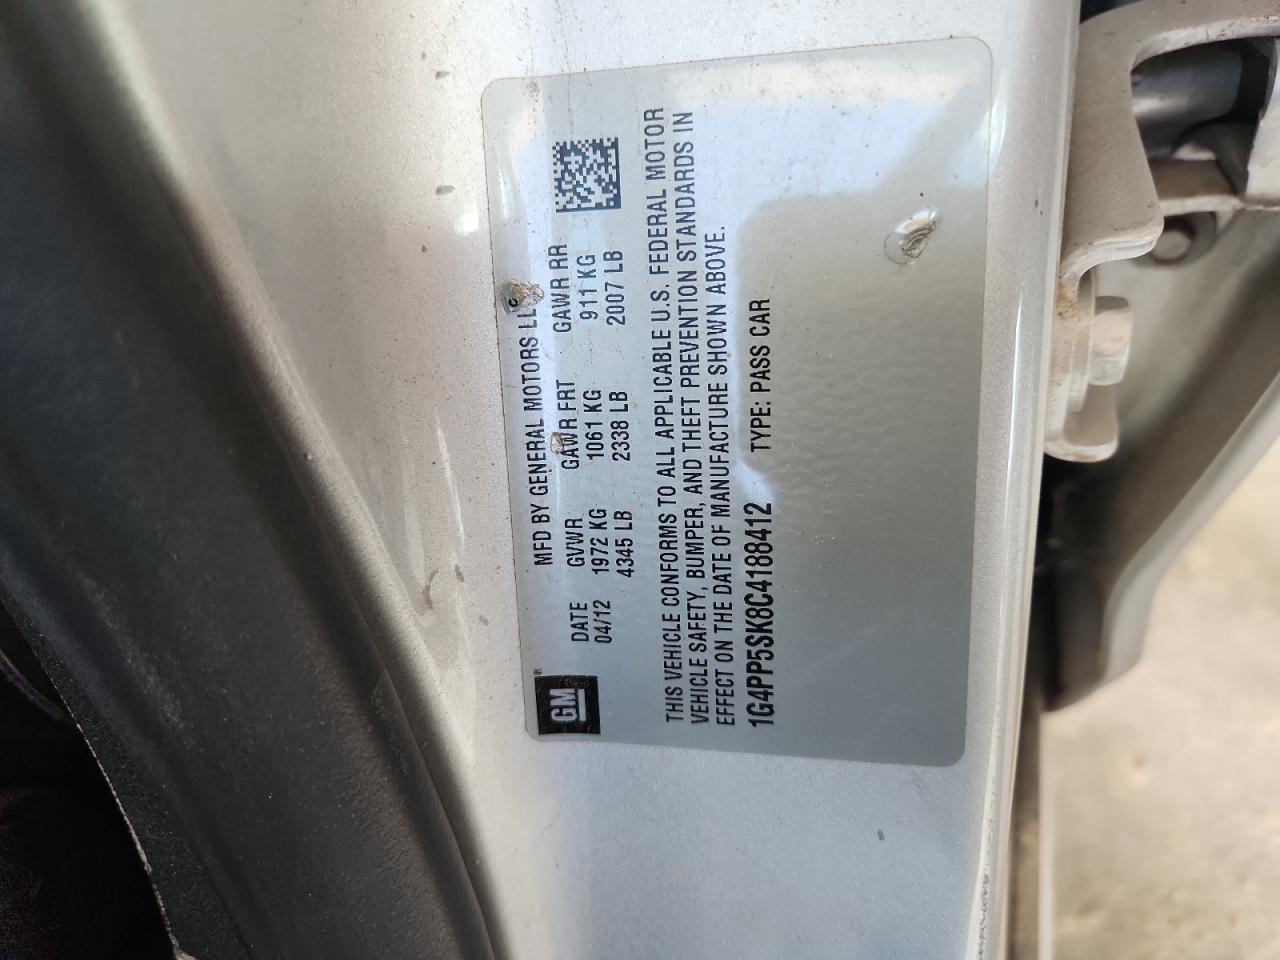 MFD BY GENERAL MOTORS LLC
DATE GVWR GAWR FRT GAWR RR
04/12 1972 KG 1061 KG 911 KG
4345 LB 2338 LB 2007 LB
GM®
THIS VEHICLE CONFORMS TO ALL APPLICABLE U.S. FEDERAL MOTOR
VEHICLE SAFETY, BUMPER, AND THEFT PREVENTION STANDARDS IN
EFFECT ON THE DATE OF MANUFACTURE SHOWN ABOVE.
1G4PP5SK8C4188412 TYPE: PASS CAR